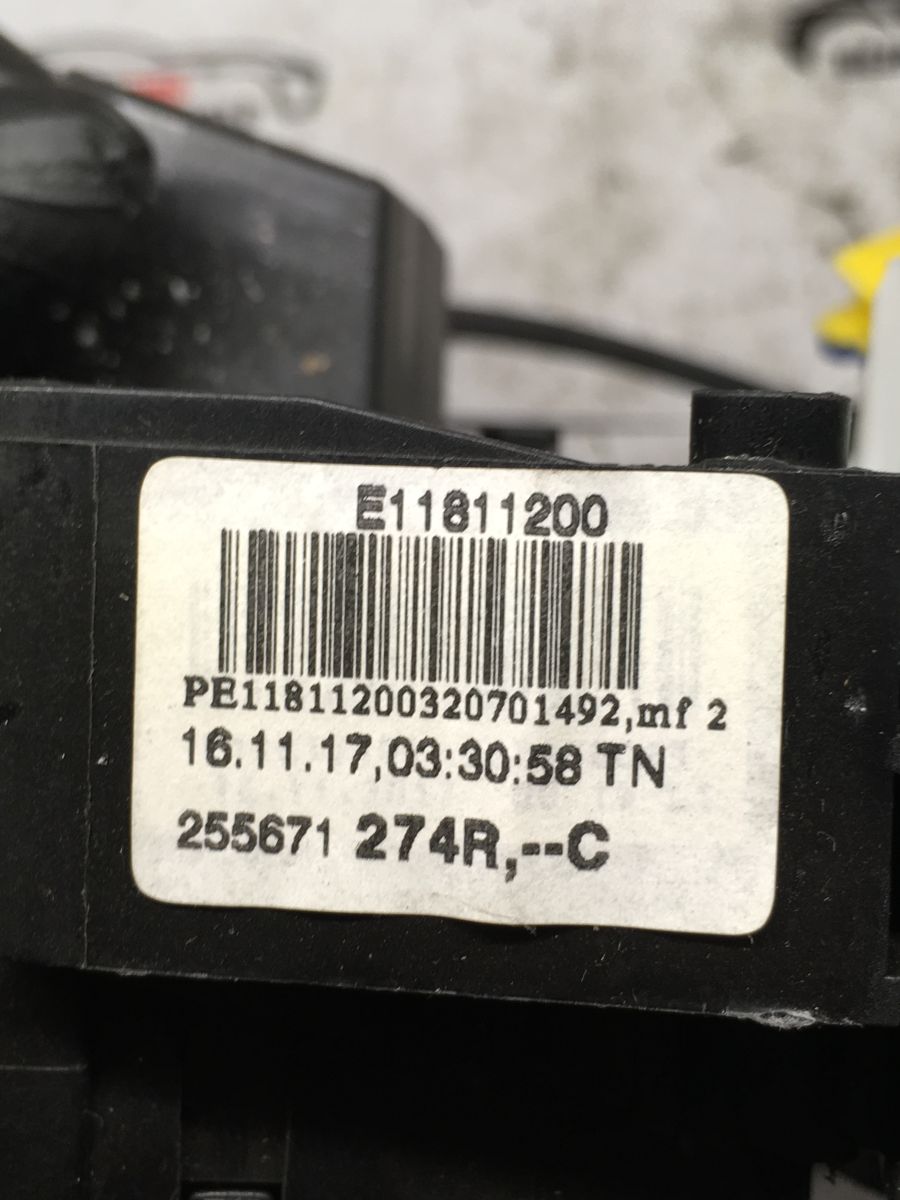 E11811200
PE11811200320701492,mf 2
16.11.17,03:30:58 TN
255671 274R,--C